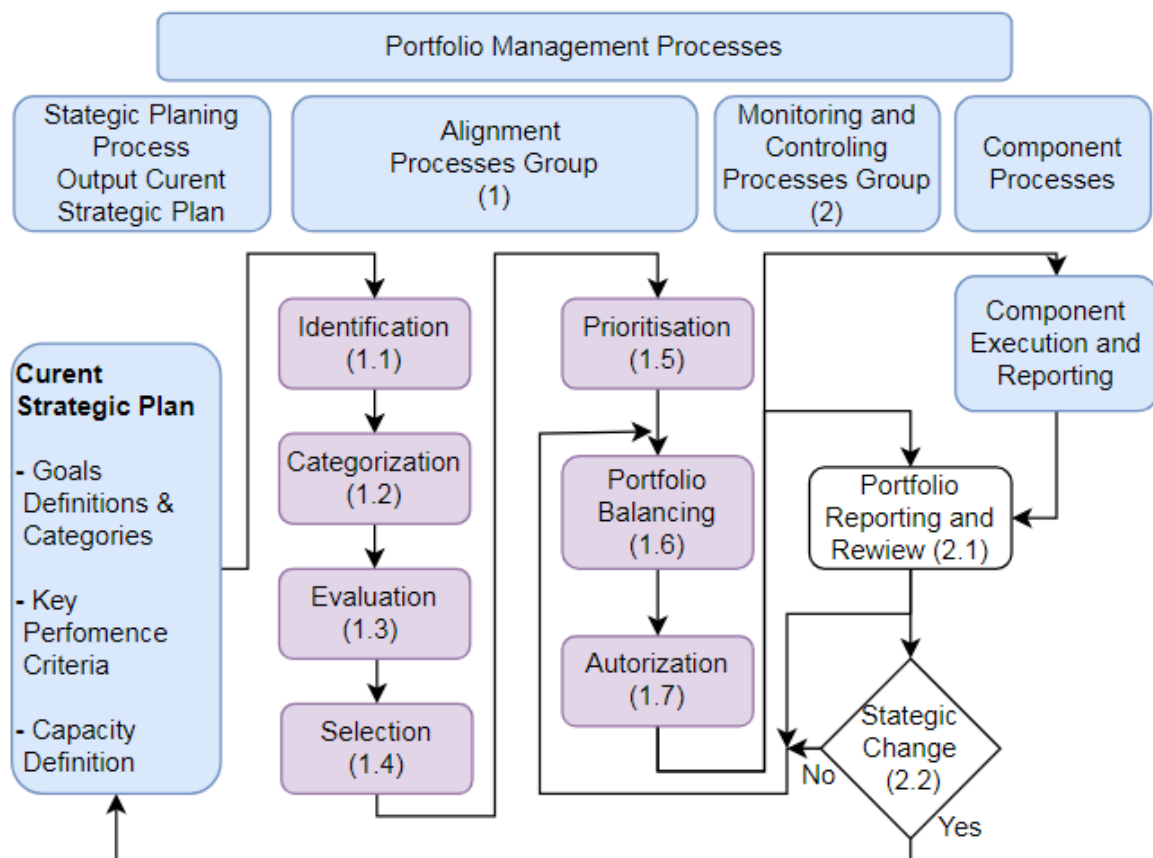 Portfolio Management Processes
Stategic Planing
Process
Output Curent
Strategic Plan
Alignment
Processes Group
(1)
Monitoring and
Controling
Processes Group
(2)
Component
Processes
Curent
Strategic Plan
- Goals
Definitions &
Categories
- Key
Perfomence
Criteria
- Capacity
Definition
Identification
(1.1)
Categorization
(1.2)
Evaluation
(1.3)
Selection
(1.4)
Prioritisation
(1.5)
Portfolio
Balancing
(1.6)
Autorization
(1.7)
Component
Execution and
Reporting
Portfolio
Reporting and
Rewiew (2.1)
Stategic
Change
(2.2)
No
Yes